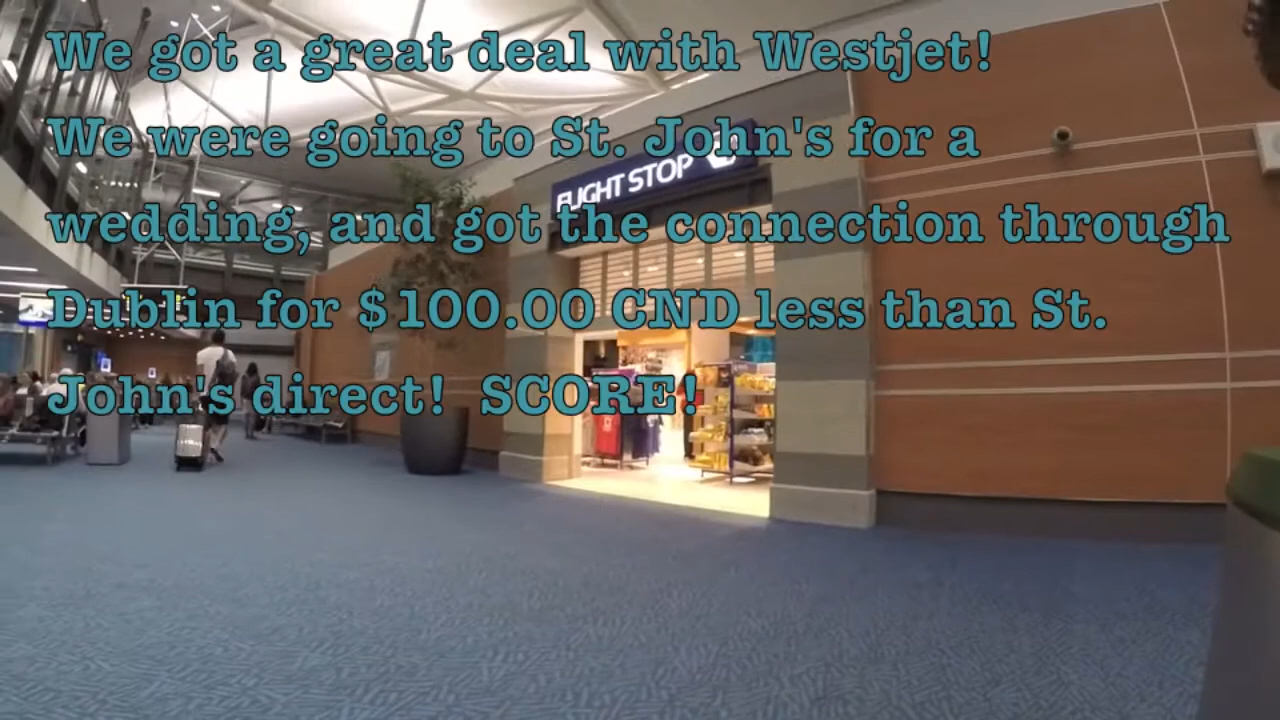 We got a great deal with Westjet!
We were going to St. John's for a
FLIGHT STOP
wedding, and got the connection through
Dublin for $100.00 CND less than St.
John's direct!  SCORE!